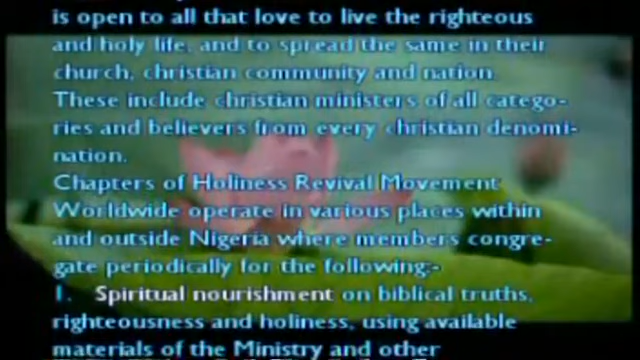 is open to all that love to live the righteous
and holy life, and to spread the same in their
church, christian community and nation.
These include christian ministers of all catego-
ries and believers from every christian denomi-
nation.
Chapters of Holiness Revival Movement
Worldwide operate in various places within
and outside Nigeria where members congre-
gate periodically for the following:-
1. Spiritual nourishment on biblical truths,
righteousness and holiness, using available
materials of the Ministry and other